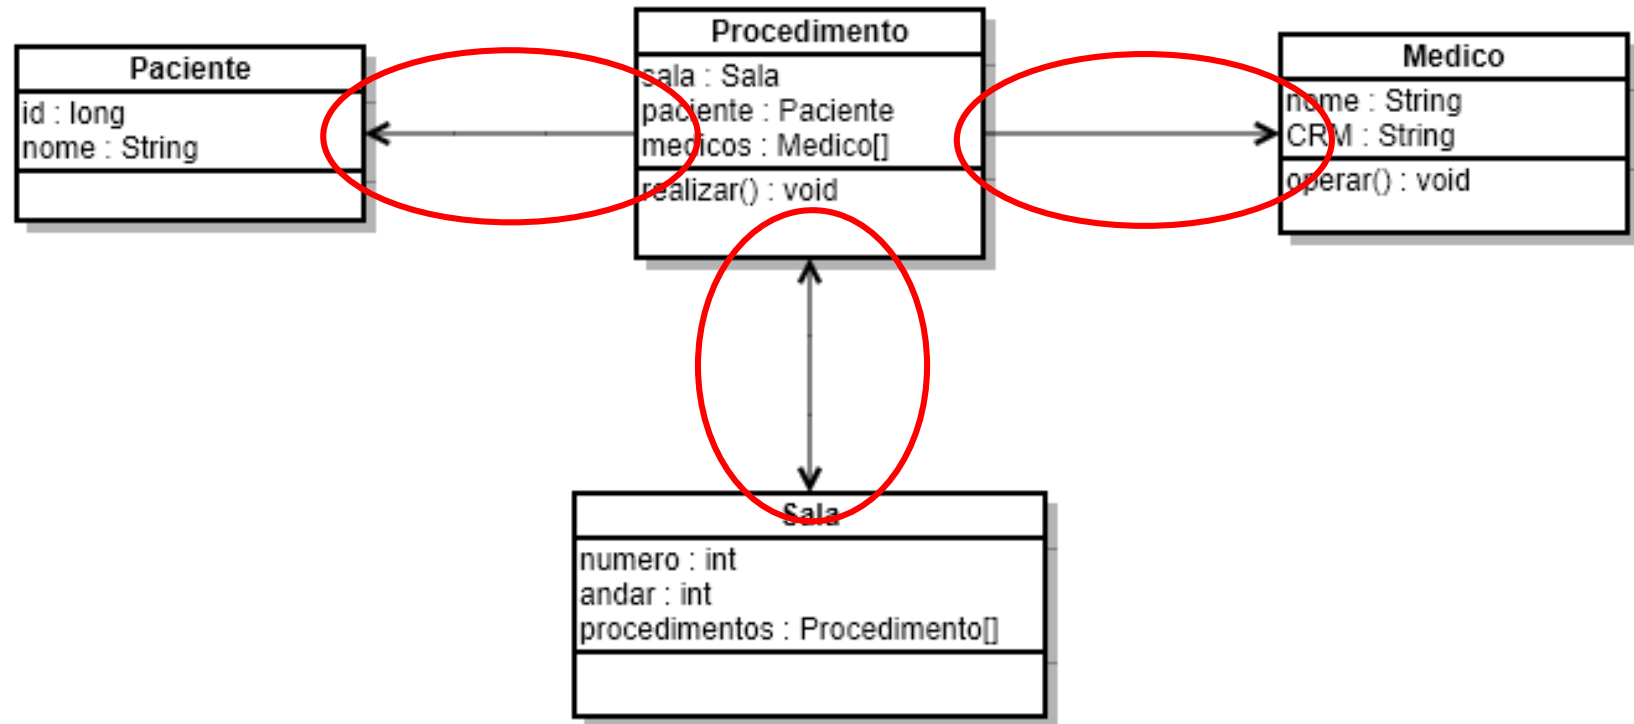 Paciente
id : long
nome : String
Procedimento
sala : Sala
paciente : Paciente
medicos : Medico[]
realizar() : void
Medico
nome : String
CRM : String
operar() : void
Sala
numero : int
andar : int
procedimentos : Procedimento[]